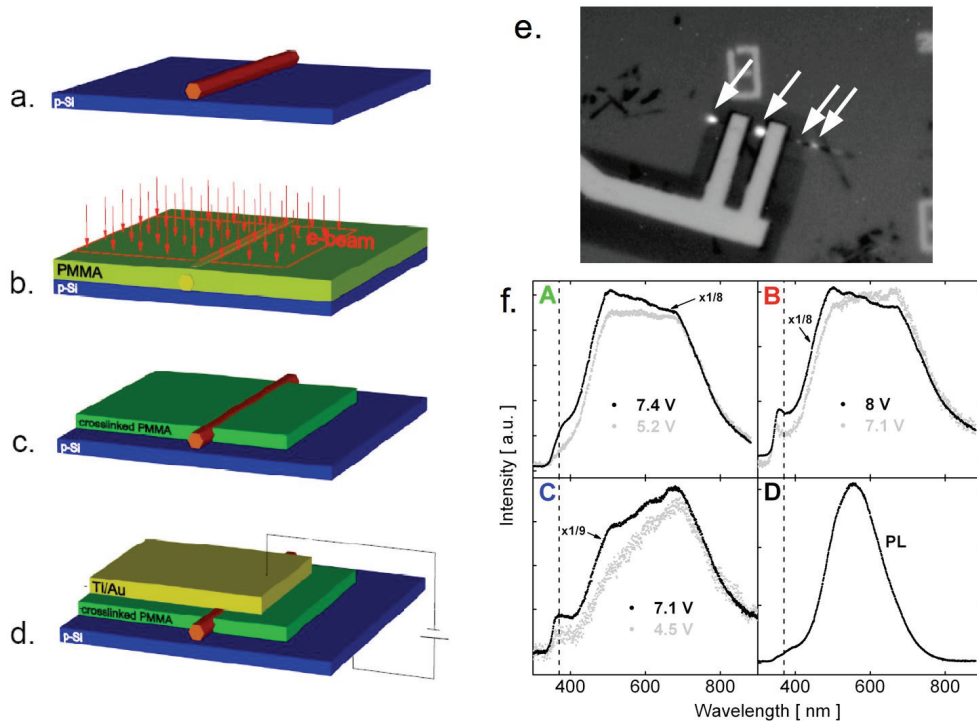 a.
p-Si
b.
e-beam
PMMA
p-Si
c.
crosslinked PMMA
p-Si
d.
Ti/Au
crosslinked PMMA
p-Si
e.
f.
A
x1/8
7.4 V
5.2 V
B
x1/8
8 V
7.1 V
C
x1/9
7.1 V
4.5 V
D
PL
Intensity [ a.u. ]
400 600 800
400 600 800
Wavelength [ nm ]